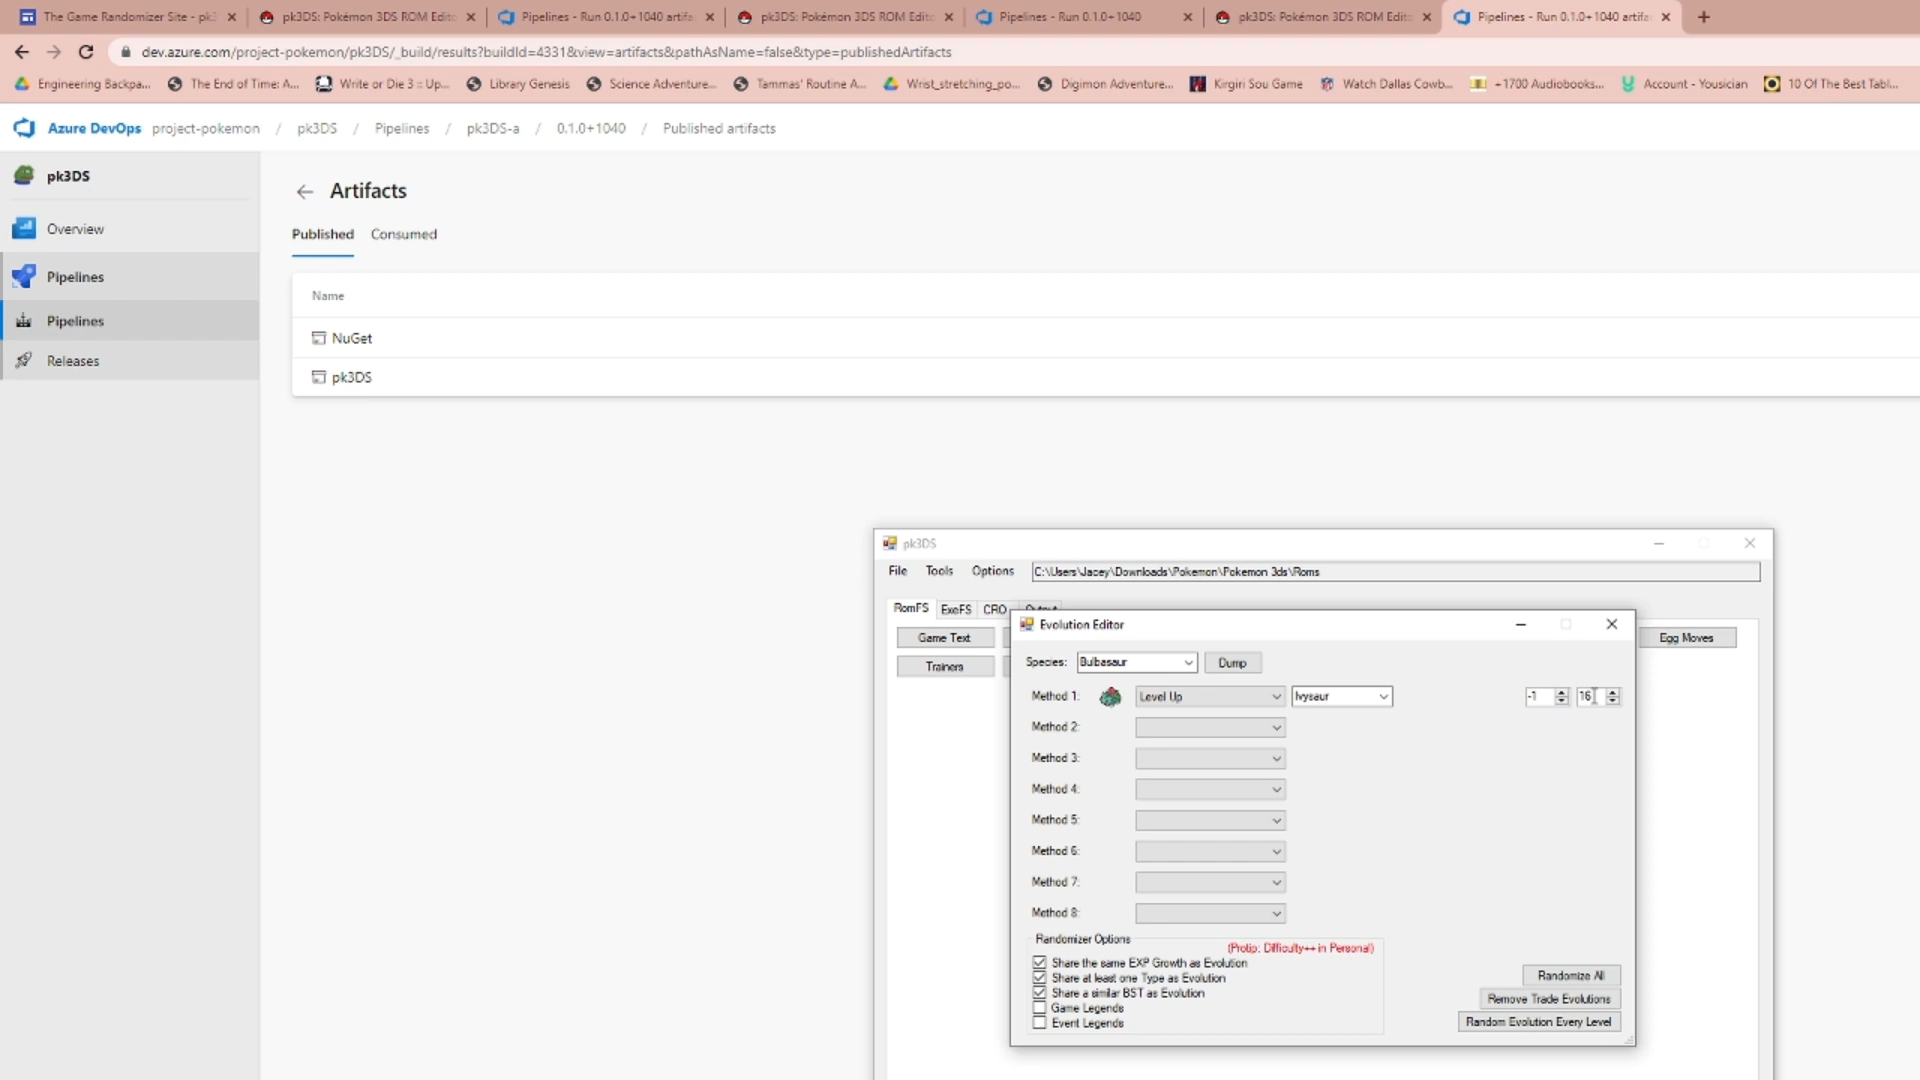 The Game Randomizer Site - pk3
pk3DS: Pokémon 3DS ROM Edit
Pipelines - Run 0.1.0+1040 artifa
pk3DS: Pokémon 3DS ROM Edit
Pipelines - Run 0.1.0+1040
pk3DS: Pokémon 3DS ROM Edit
Pipelines - Run 0.1.0+1040 artifa
dev.azure.com/project-pokemon/pk3DS/_build/results?buildId=4331&view=artifacts&pathAsName=false&type=publishedArtifacts
Engineering Backpa...
The End of Time: A...
Write or Die 3 :: Up...
Library Genesis
Science Adventure...
Tammas' Routine A...
Wrist_stretching_po...
Digimon Adventure...
Kirgiri Sou Game
Watch Dallas Cowb...
+1700 Audiobooks...
Account - Yousician
10 Of The Best Tabl...
Azure DevOps project-pokemon / pk3DS / Pipelines / pk3DS-a / 0.1.0+1040 / Published artifacts
pk3DS
Overview
Pipelines
Pipelines
Releases
Artifacts
Published Consumed
Name
NuGet
pk3DS
pk3DS
File Tools Options C:\Users\Jacey\Downloads\Pokemon\Pokemon 3ds\Roms
RomFS ExeFS CRO Output
Game Text
Egg Moves
Trainers
Evolution Editor
Species: Bulbasaur Dump
Method 1: Level Up Ivysaur -1 16
Method 2:
Method 3:
Method 4:
Method 5:
Method 6:
Method 7:
Method 8:
Randomizer Options
(Protip: Difficulty++ in Personal)
Share the same EXP Growth as Evolution
Share at least one Type as Evolution
Share a similar BST as Evolution
Game Legends
Event Legends
Randomize All
Remove Trade Evolutions
Random Evolution Every Level